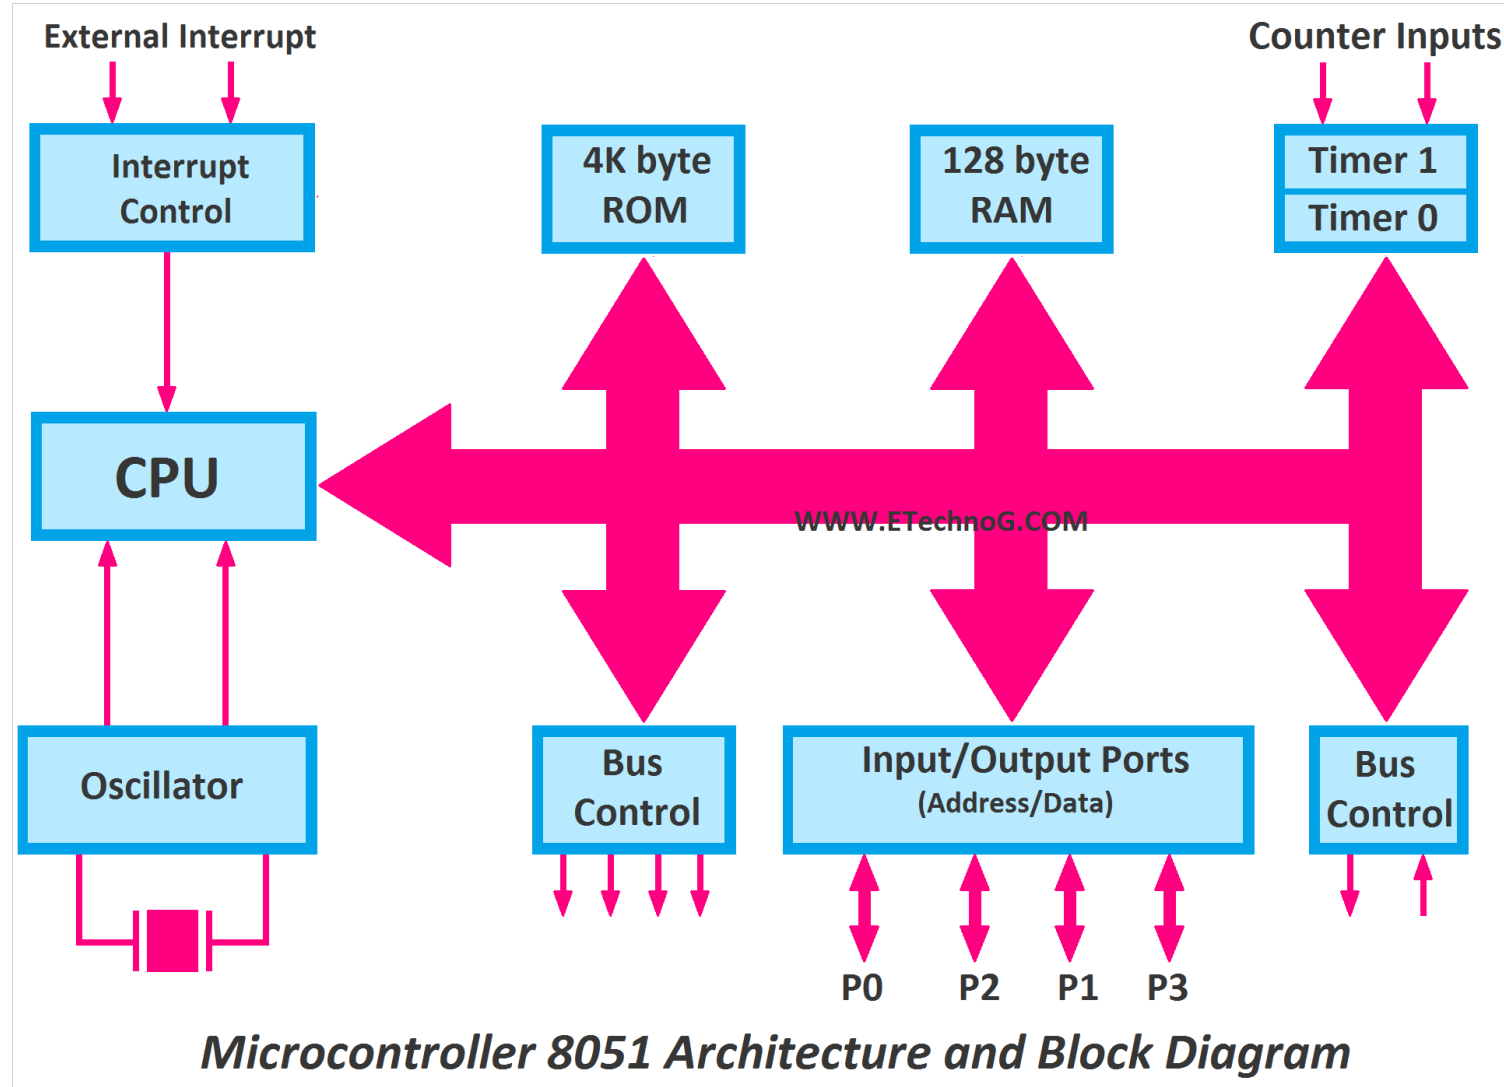 External Interrupt
Counter Inputs
Interrupt
Control
4K byte
ROM
128 byte
RAM
Timer 1
Timer 0
CPU
WWW.ETechnoG.COM
Oscillator
Bus
Control
Input/Output Ports
(Address/Data)
Bus
Control
P0 P2 P1 P3
Microcontroller 8051 Architecture and Block Diagram